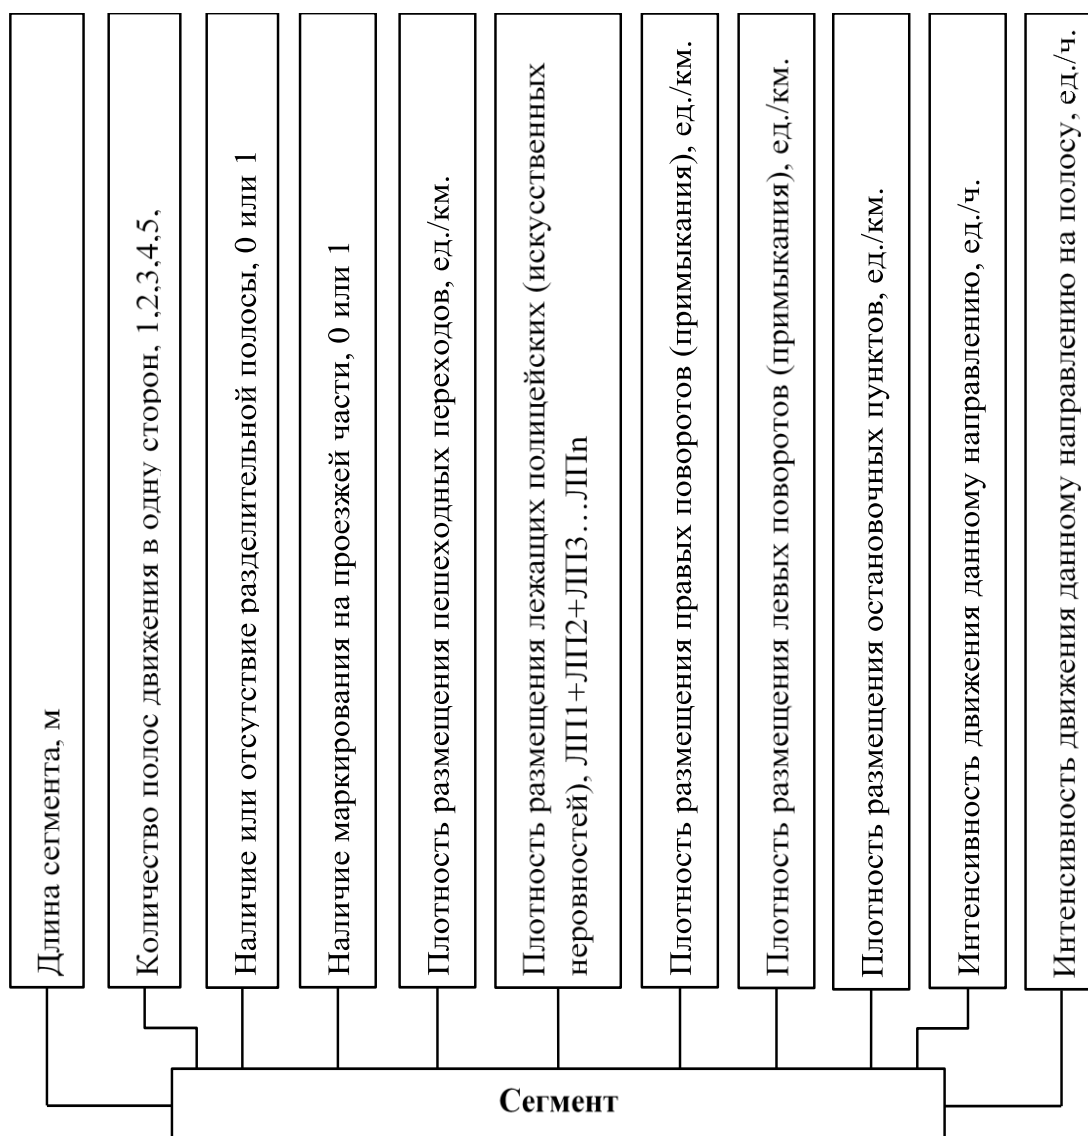 Длина сегмента, м
Количество полос движения в одну сторон, 1,2,3,4,5,
Наличие или отсутствие разделительной полосы, 0 или 1
Наличие маркирования на проезжей части, 0 или 1
Плотность размещения пешеходных переходов, ед./км.
Плотность размещения лежащих полицейских (искусственных
неровностей), ЛП1+ЛП2+ЛП3…ЛПn
Плотность размещения правых поворотов (примыкания), ед./км.
Плотность размещения левых поворотов (примыкания), ед./км.
Плотность размещения остановочных пунктов, ед./км.
Интенсивность движения данному направлению, ед./ч.
Интенсивность движения данному направлению на полосу, ед./ч.
Сегмент